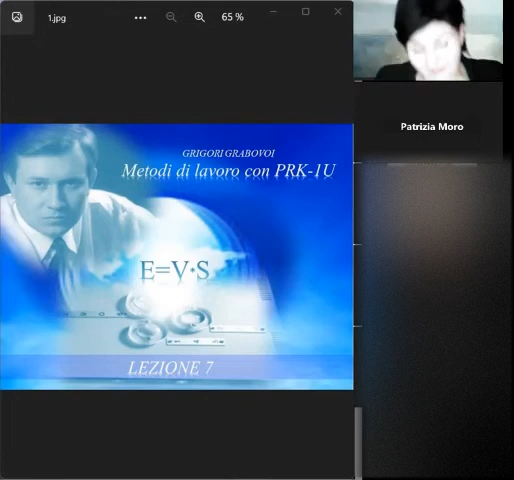 1.jpg
65 %
Patrizia Moro
GRIGORI GRABOVOI
Metodi di lavoro con PRK-1U
E=V·S
LEZIONE 7